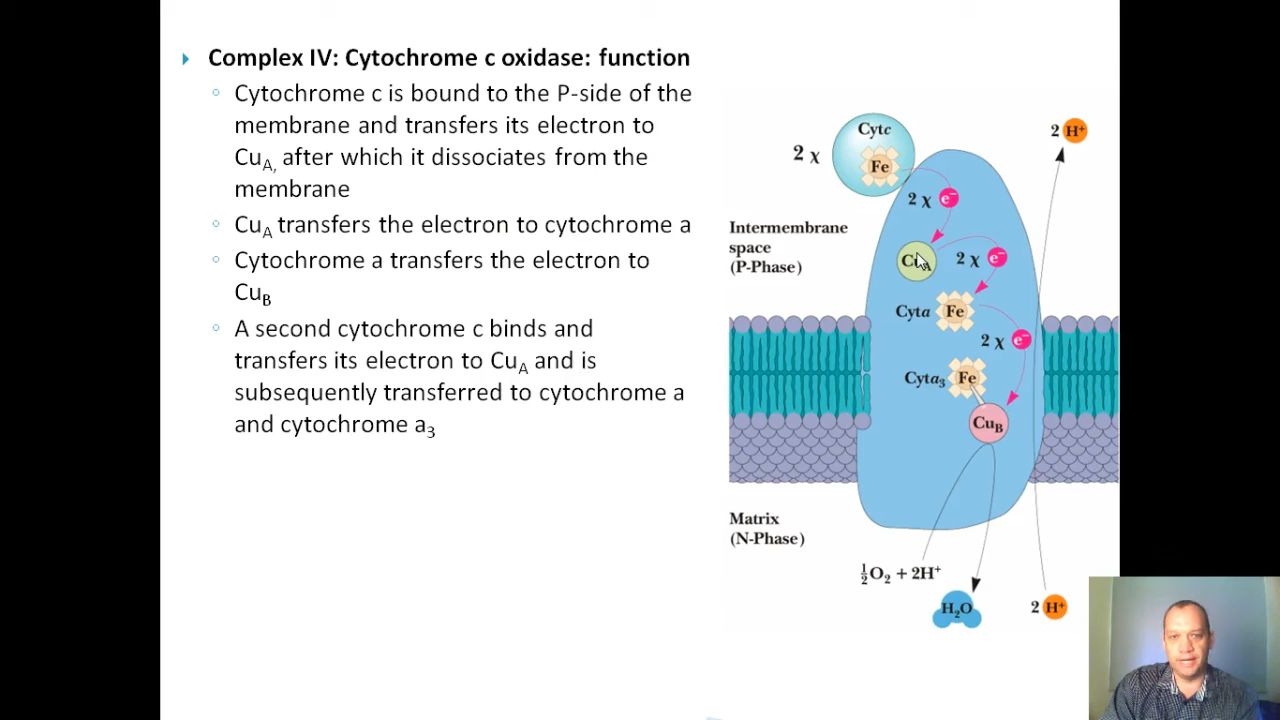 Complex IV: Cytochrome c oxidase: function
Cytochrome c is bound to the P-side of the
membrane and transfers its electron to
CuA, after which it dissociates from the
membrane
CuA transfers the electron to cytochrome a
Cytochrome a transfers the electron to
CuB
A second cytochrome c binds and
transfers its electron to CuA and is
subsequently transferred to cytochrome a
and cytochrome a3
Cytc
2 H+
2 χ
Fe
2 χ e−
Intermembrane
space
(P-Phase)
CuA
2 χ e−
Cyta Fe
2 χ e−
Cyta3 Fe
CuB
Matrix
(N-Phase)
½O2 + 2H+
H2O
2 H+